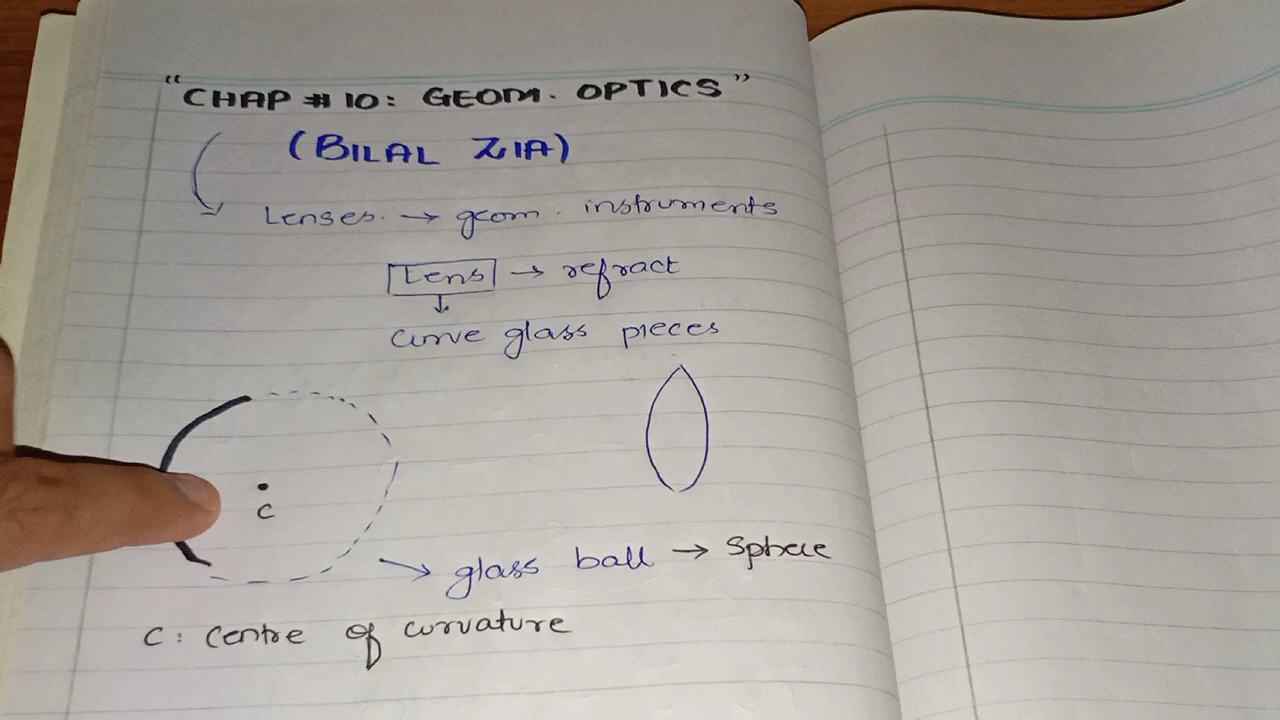 "CHAP # 10: GEOM. OPTICS"
(BILAL ZIA)
Lenses. → geom. instruments
Lens → refract
curve glass pieces
C
glass ball → Sphere
C: Centre of curvature